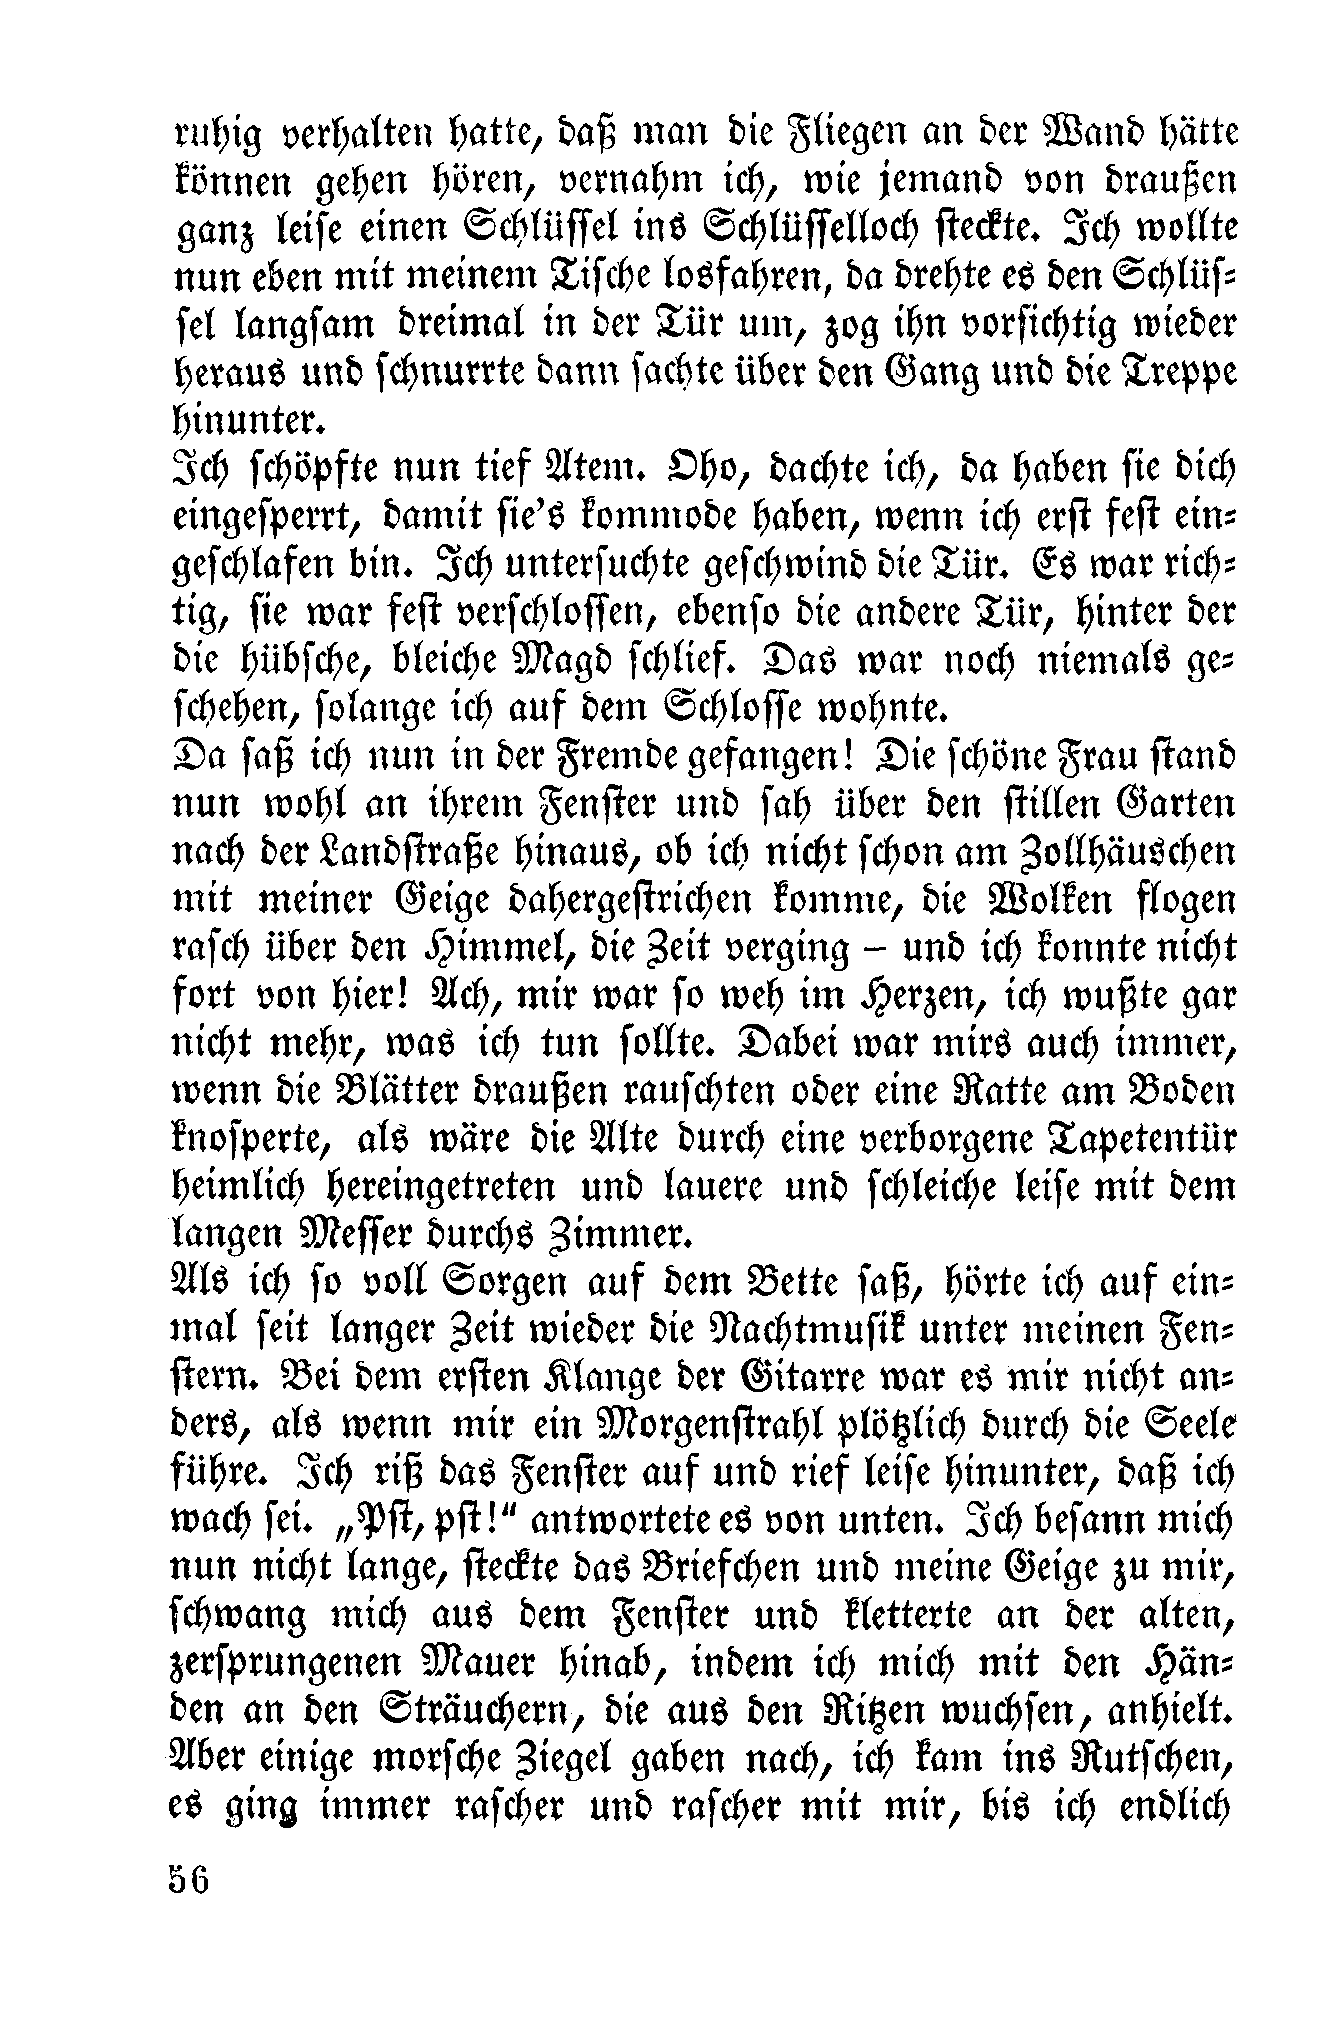 ruhig verhalten hatte, daß man die Fliegen an der Wand hätte
können gehen hören, vernahm ich, wie jemand von draußen
ganz leise einen Schlüssel ins Schlüsselloch steckte. Ich wollte
nun eben mit meinem Tische losfahren, da drehte es den Schlüs-
sel langsam dreimal in der Tür um, zog ihn vorsichtig wieder
heraus und schnurrte dann sachte über den Gang und die Treppe
hinunter.
Ich schöpfte nun tief Atem. Oho, dachte ich, da haben sie dich
eingesperrt, damit sie's kommode haben, wenn ich erst fest ein-
geschlafen bin. Ich untersuchte geschwind die Tür. Es war rich-
tig, sie war fest verschlossen, ebenso die andere Tür, hinter der
die hübsche, bleiche Magd schlief. Das war noch niemals ge-
schehen, solange ich auf dem Schlosse wohnte.
Da saß ich nun in der Fremde gefangen! Die schöne Frau stand
nun wohl an ihrem Fenster und sah über den stillen Garten
nach der Landstraße hinaus, ob ich nicht schon am Zollhäuschen
mit meiner Geige dahergestrichen komme, die Wolken flogen
rasch über den Himmel, die Zeit verging – und ich konnte nicht
fort von hier! Ach, mir war so weh im Herzen, ich wußte gar
nicht mehr, was ich tun sollte. Dabei war mirs auch immer,
wenn die Blätter draußen rauschten oder eine Ratte am Boden
knosperte, als wäre die Alte durch eine verborgene Tapetentür
heimlich hereingetreten und lauere und schleiche leise mit dem
langen Messer durchs Zimmer.
Als ich so voll Sorgen auf dem Bette saß, hörte ich auf ein-
mal seit langer Zeit wieder die Nachtmusik unter meinen Fen-
stern. Bei dem ersten Klange der Gitarre war es mir nicht an-
ders, als wenn mir ein Morgenstrahl plötzlich durch die Seele
führe. Ich riß das Fenster auf und rief leise hinunter, daß ich
wach sei. „Pst, pst!" antwortete es von unten. Ich besann mich
nun nicht lange, steckte das Briefchen und meine Geige zu mir,
schwang mich aus dem Fenster und kletterte an der alten,
zersprungenen Mauer hinab, indem ich mich mit den Hän-
den an den Sträuchern, die aus den Ritzen wuchsen, anhielt.
Aber einige morsche Ziegel gaben nach, ich kam ins Rutschen,
es ging immer rascher und rascher mit mir, bis ich endlich
56